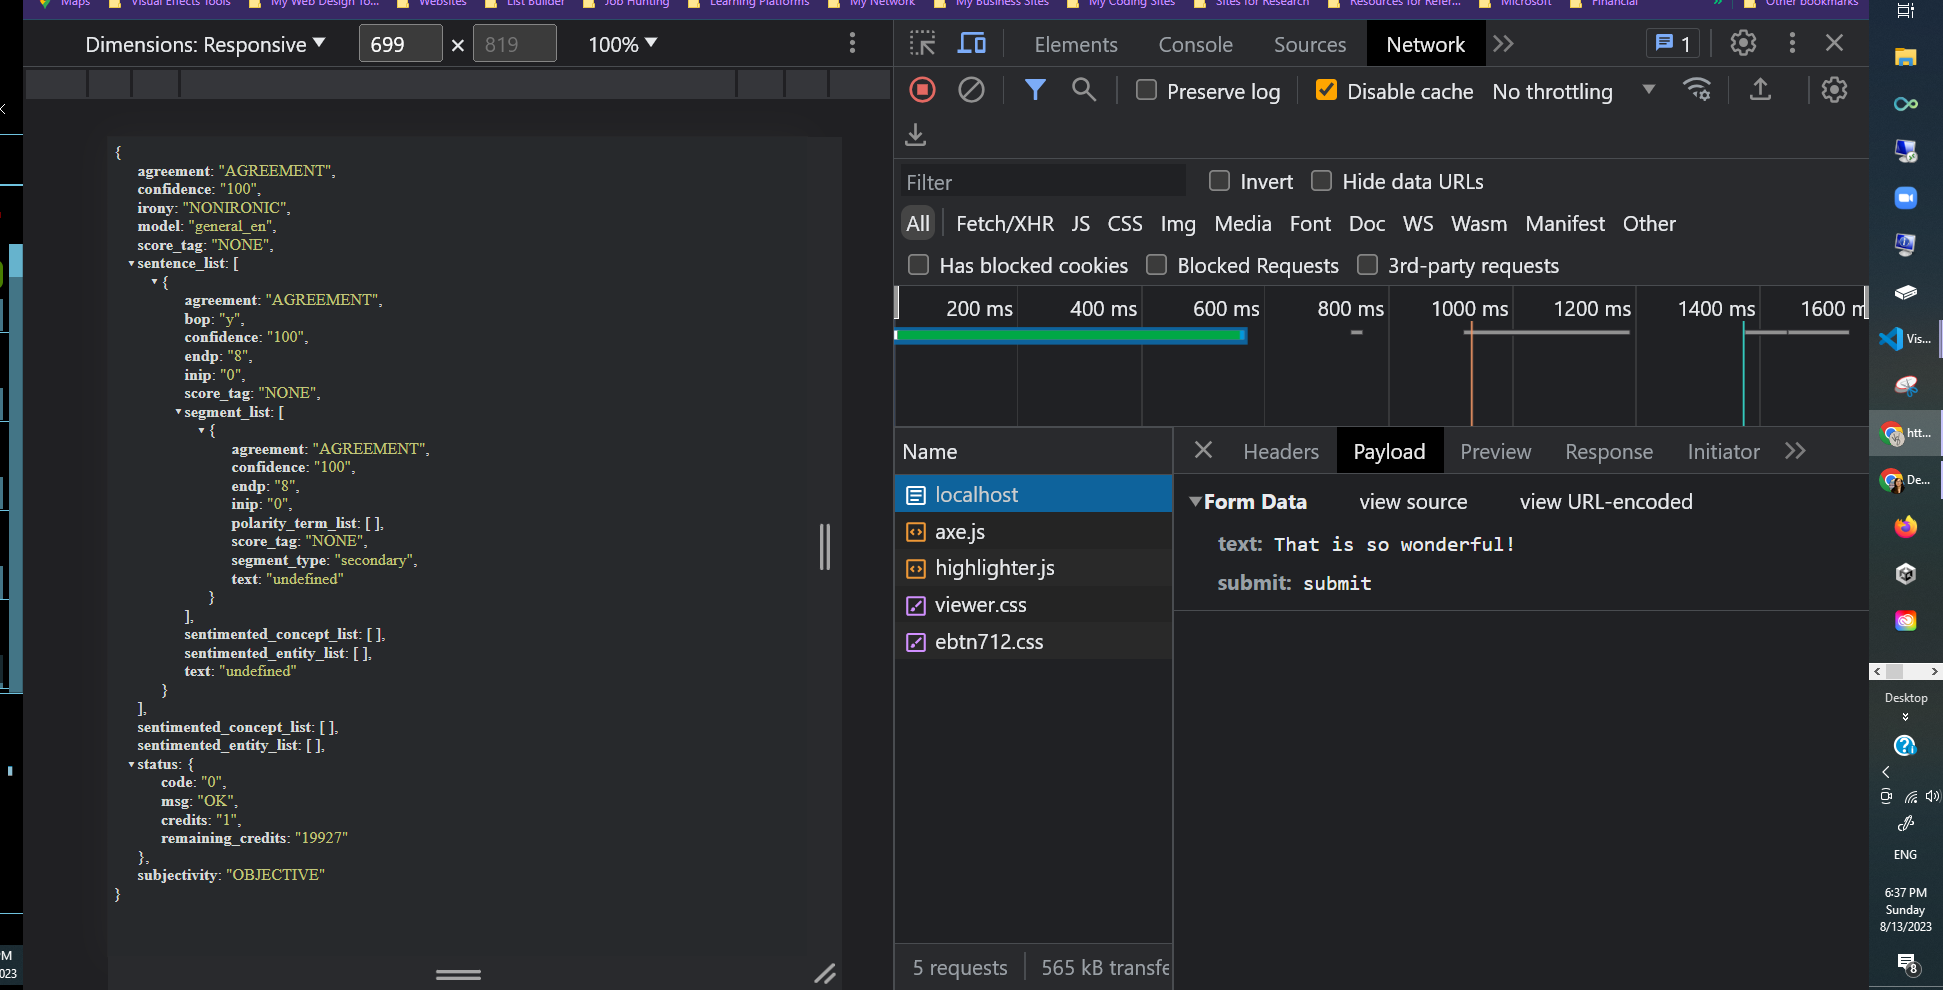 Maps Visual Effects Tools My Web Design To... Websites List Builder Job Hunting Learning Platforms My Network My Business Sites My Coding Sites Sites for Research Resources for Refer... Microsoft Financial » Other bookmarks
Dimensions: Responsive ▼ 699 × 819 100% ▼
Elements Console Sources Network 1
Preserve log Disable cache No throttling
Filter Invert Hide data URLs
All Fetch/XHR JS CSS Img Media Font Doc WS Wasm Manifest Other
Has blocked cookies Blocked Requests 3rd-party requests
200 ms 400 ms 600 ms 800 ms 1000 ms 1200 ms 1400 ms 1600 m
{
agreement: "AGREEMENT",
confidence: "100",
irony: "NONIRONIC",
model: "general_en",
score_tag: "NONE",
sentence_list: [
{
agreement: "AGREEMENT",
bop: "y",
confidence: "100",
endp: "8",
inip: "0",
score_tag: "NONE",
segment_list: [
{
agreement: "AGREEMENT",
confidence: "100",
endp: "8",
inip: "0",
polarity_term_list: [ ],
score_tag: "NONE",
segment_type: "secondary",
text: "undefined"
}
],
sentimented_concept_list: [ ],
sentimented_entity_list: [ ],
text: "undefined"
}
],
sentimented_concept_list: [ ],
sentimented_entity_list: [ ],
status: {
code: "0",
msg: "OK",
credits: "1",
remaining_credits: "19927"
},
subjectivity: "OBJECTIVE"
}
Name
localhost
axe.js
highlighter.js
viewer.css
ebtn712.css
5 requests 565 kB transfe
Headers Payload Preview Response Initiator
Form Data view source view URL-encoded
text: That is so wonderful!
submit: submit
Vis...
htt...
De...
Desktop
ENG
6:37 PM
Sunday
8/13/2023
8
PM
023